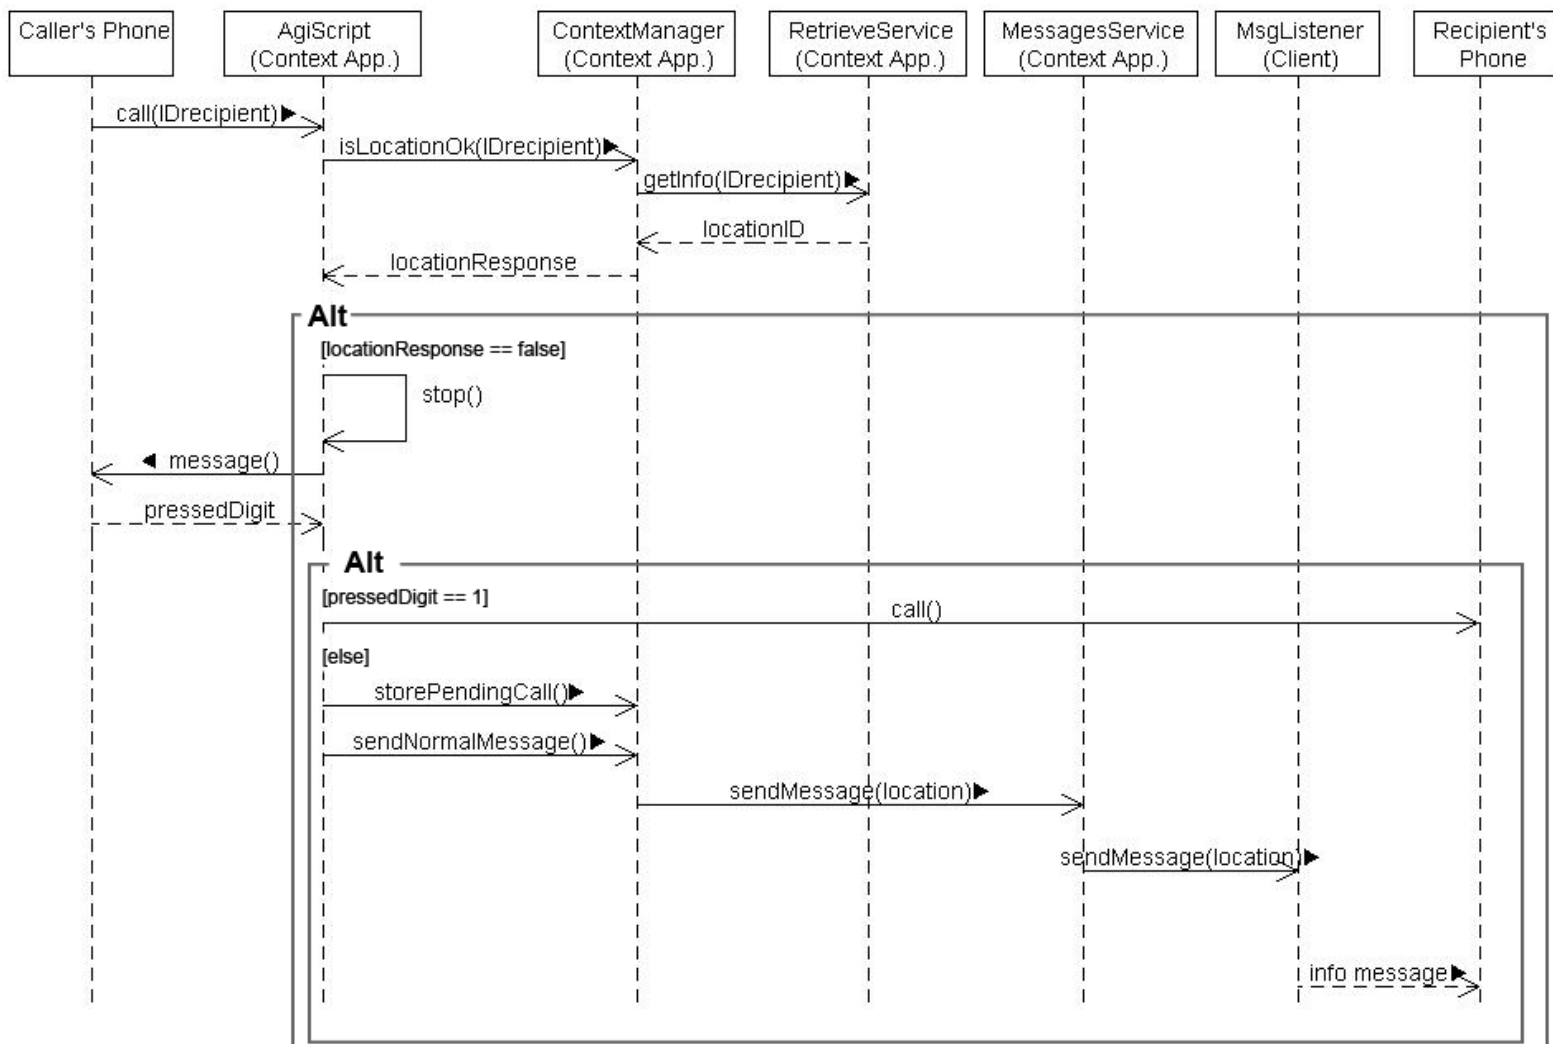 Caller's Phone
AgiScript
(Context App.)
ContextManager
(Context App.)
RetrieveService
(Context App.)
MessagesService
(Context App.)
MsgListener
(Client)
Recipient's
Phone
call(IDrecipient)
isLocationOk(IDrecipient)
getInfo(IDrecipient)
locationID
locationResponse
Alt
[locationResponse == false]
stop()
message()
pressedDigit
Alt
[pressedDigit == 1]
call()
[else]
storePendingCall()
sendNormalMessage()
sendMessage(location)
sendMessage(location)
info message